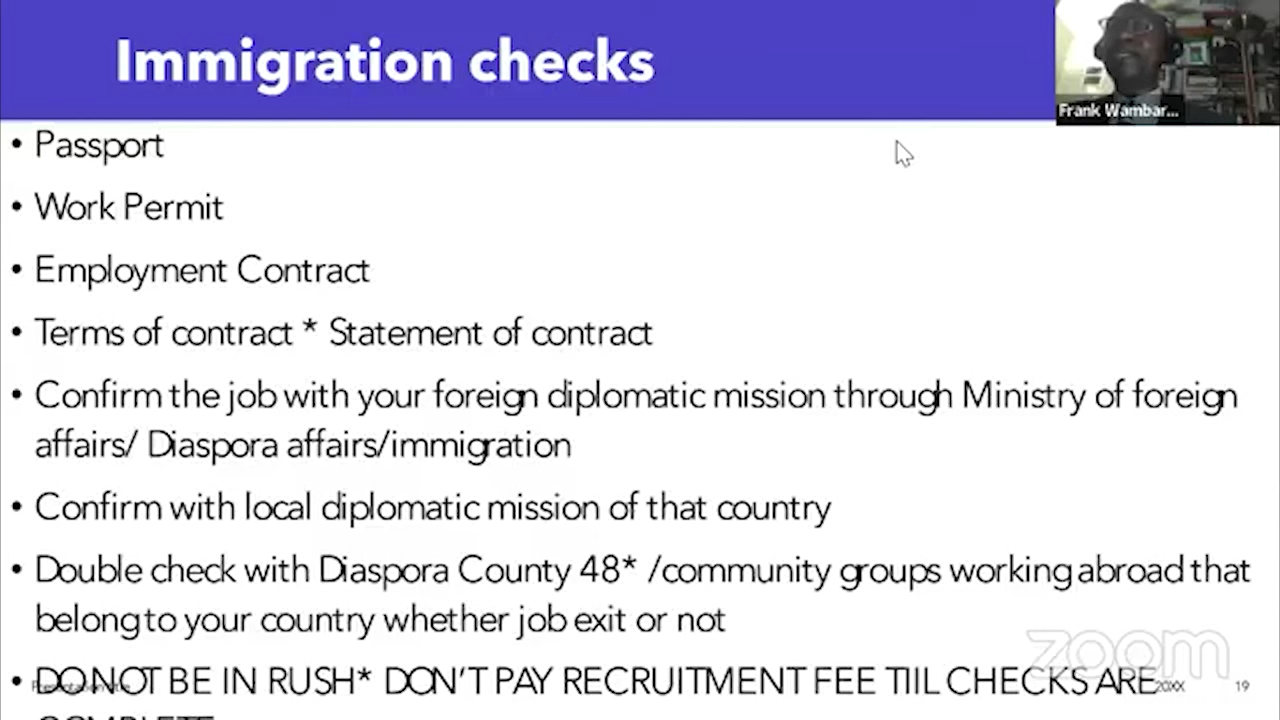 Immigration checks
Frank Wambar...
• Passport
• Work Permit
• Employment Contract
• Terms of contract * Statement of contract
• Confirm the job with your foreign diplomatic mission through Ministry of foreign
affairs/ Diaspora affairs/immigration
• Confirm with local diplomatic mission of that country
• Double check with Diaspora County 48* /community groups working abroad that
belong to your country whether job exit or not
zoom
• DO NOT BE IN RUSH* DON'T PAY RECRUITMENT FEE TIIL CHECKS ARE
Presentation title
20XX
19
COMPLETE